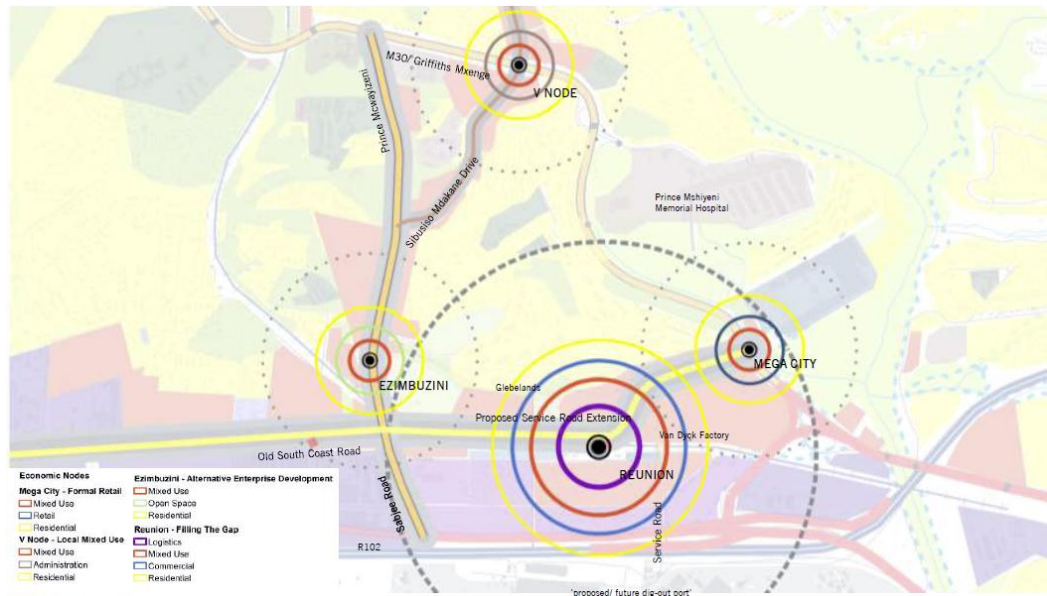 M30/ Griffiths Mxenge
V NODE
Prince Mcwayizeni
Sibusiso Mdakane Drive
Prince Mshiyeni
Memorial Hospital
MEGA CITY
EZIMBUZINI
Glebelands
Proposed Service Road Extension
Van Dyck Factory
Old South Coast Road
REUNION
Sabjee Road
Service Road
R102
'proposed/ future dig-out port'
Economic Nodes
Mega City - Formal Retail
Mixed Use
Retail
Residential
V Node - Local Mixed Use
Mixed Use
Administration
Residential
Ezimbuzini - Alternative Enterprise Development
Mixed Use
Open Space
Residential
Reunion - Filling The Gap
Logistics
Mixed Use
Commercial
Residential